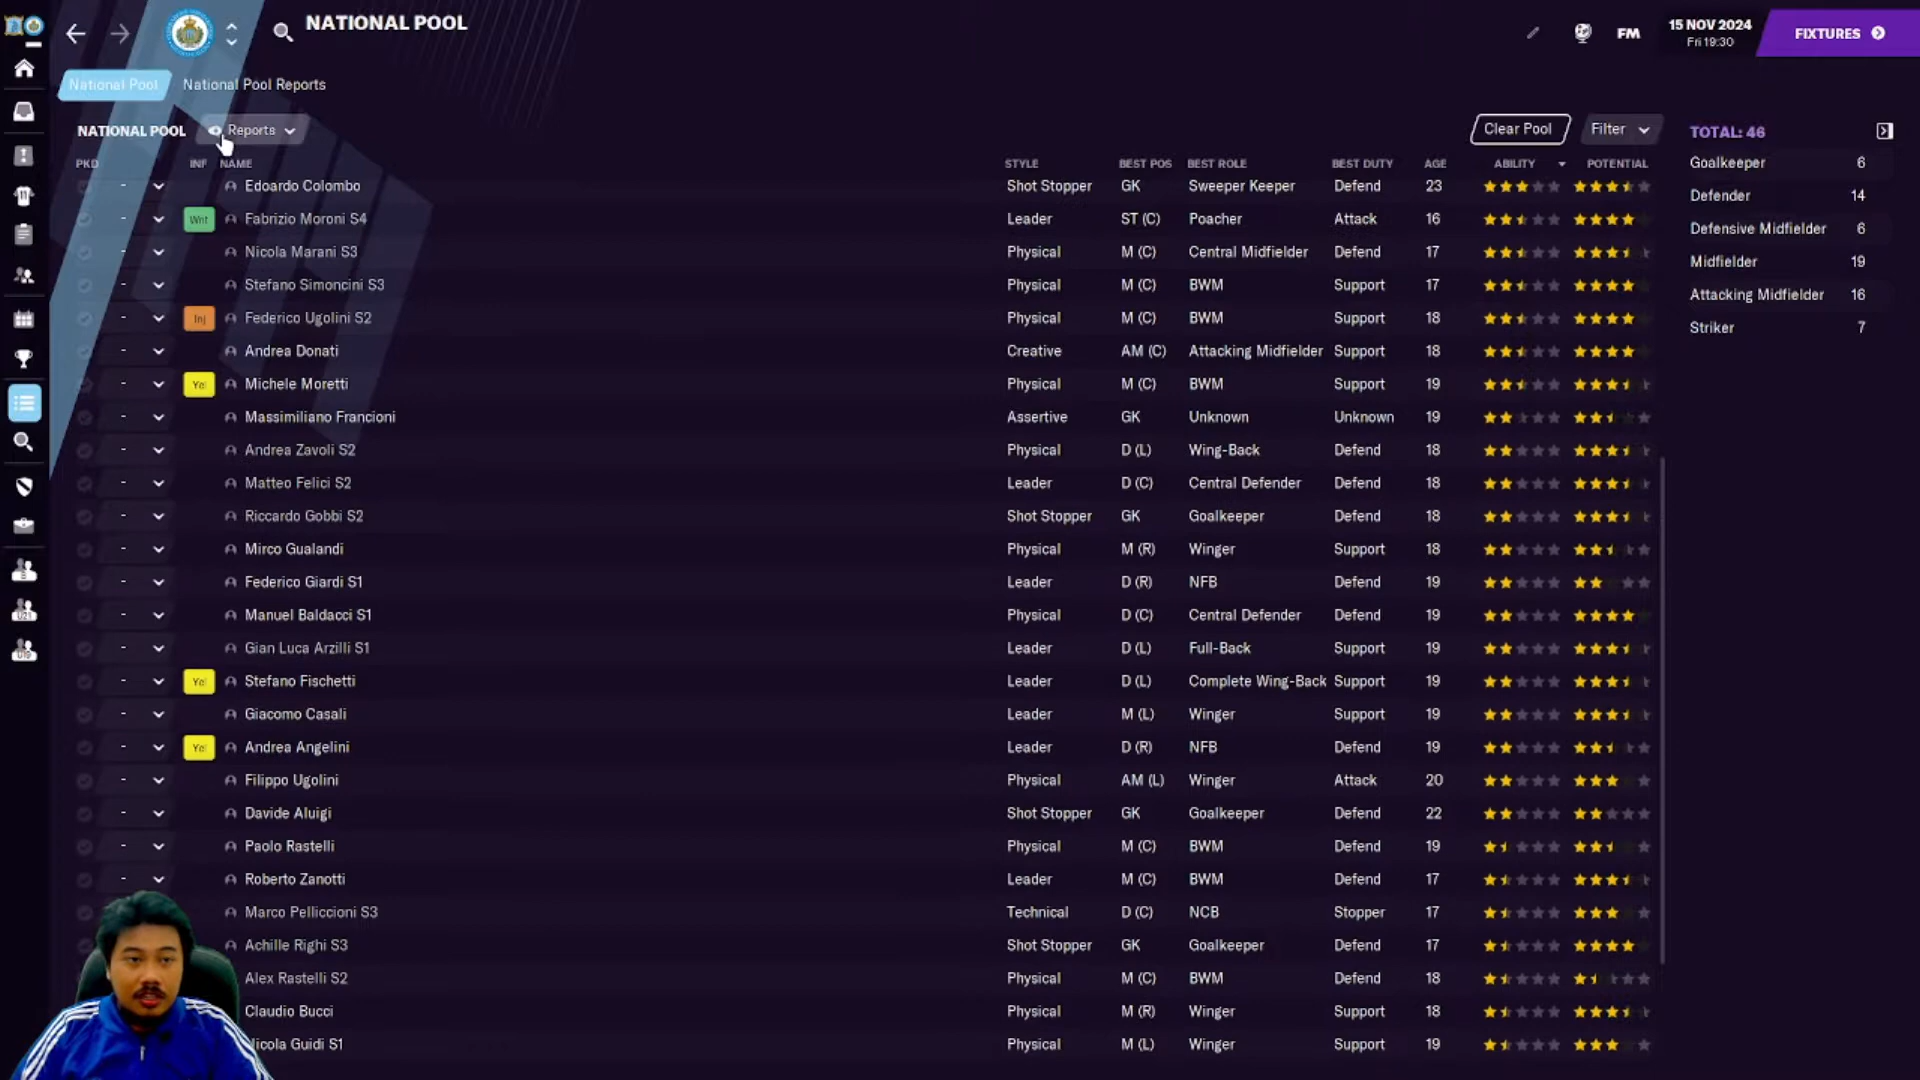 NATIONAL POOL
FM
15 NOV 2024
Fri 19:30
FIXTURES
National Pool
National Pool Reports
NATIONAL POOL
Reports
Clear Pool
Filter
PKD INF NAME STYLE BEST POS BEST ROLE BEST DUTY AGE ABILITY POTENTIAL
- Edoardo Colombo Shot Stopper GK Sweeper Keeper Defend 23
- Wnt Fabrizio Moroni S4 Leader ST (C) Poacher Attack 16
- Nicola Marani S3 Physical M (C) Central Midfielder Defend 17
- Stefano Simoncini S3 Physical M (C) BWM Support 17
- Inj Federico Ugolini S2 Physical M (C) BWM Support 18
- Andrea Donati Creative AM (C) Attacking Midfielder Support 18
- Yel Michele Moretti Physical M (C) BWM Support 19
- Massimiliano Francioni Assertive GK Unknown Unknown 19
- Andrea Zavoli S2 Physical D (L) Wing-Back Defend 18
- Matteo Felici S2 Leader D (C) Central Defender Defend 18
- Riccardo Gobbi S2 Shot Stopper GK Goalkeeper Defend 18
- Mirco Gualandi Physical M (R) Winger Support 18
- Federico Giardi S1 Leader D (R) NFB Defend 19
- Manuel Baldacci S1 Physical D (C) Central Defender Defend 19
- Gian Luca Arzilli S1 Leader D (L) Full-Back Support 19
- Yel Stefano Fischetti Leader D (L) Complete Wing-Back Support 19
- Giacomo Casali Leader M (L) Winger Support 19
- Yel Andrea Angelini Leader D (R) NFB Defend 19
- Filippo Ugolini Physical AM (L) Winger Attack 20
- Davide Aluigi Shot Stopper GK Goalkeeper Defend 22
- Paolo Rastelli Physical M (C) BWM Defend 19
- Roberto Zanotti Leader M (C) BWM Defend 17
Marco Pelliccioni S3 Technical D (C) NCB Stopper 17
Achille Righi S3 Shot Stopper GK Goalkeeper Defend 17
Alex Rastelli S2 Physical M (C) BWM Defend 18
Claudio Bucci Physical M (R) Winger Support 18
Guidi S1 Physical M (L) Winger Support 19
TOTAL: 46
Goalkeeper 6
Defender 14
Defensive Midfielder 6
Midfielder 19
Attacking Midfielder 16
Striker 7